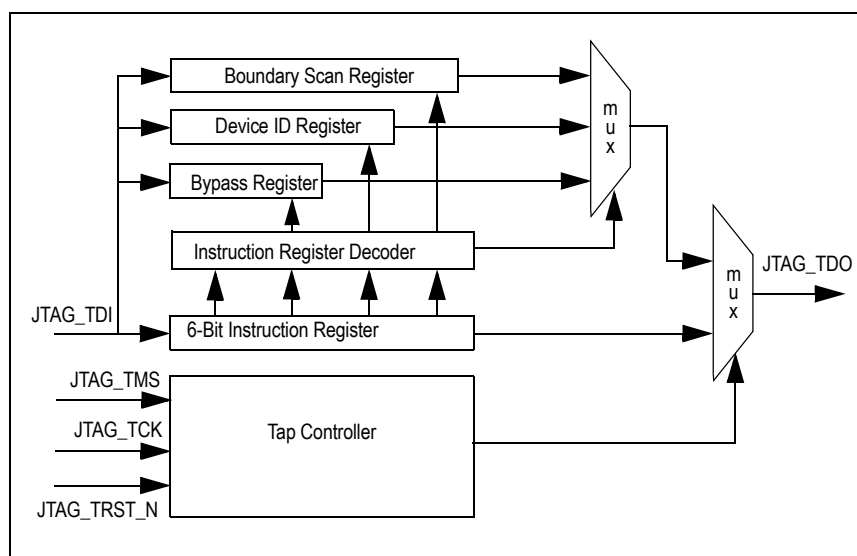 Boundary Scan Register
Device ID Register
Bypass Register
Instruction Register Decoder
6-Bit Instruction Register
Tap Controller
JTAG_TDI
JTAG_TMS
JTAG_TCK
JTAG_TRST_N
m
u
x
m
u
x
JTAG_TDO